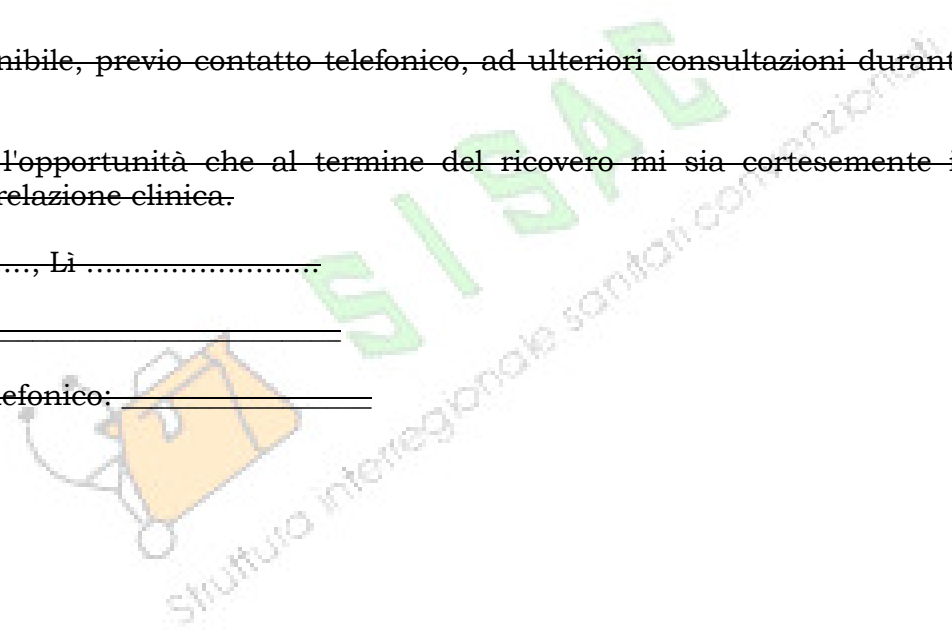 nibile, previo contatto telefonico, ad ulteriori consultazioni durant
l'opportunità che al termine del ricovero mi sia cortesemente i
relazione clinica.
..., Lì .........................
efonico: ______________________
SISAC
Struttura interregionale sanitari convenzionati